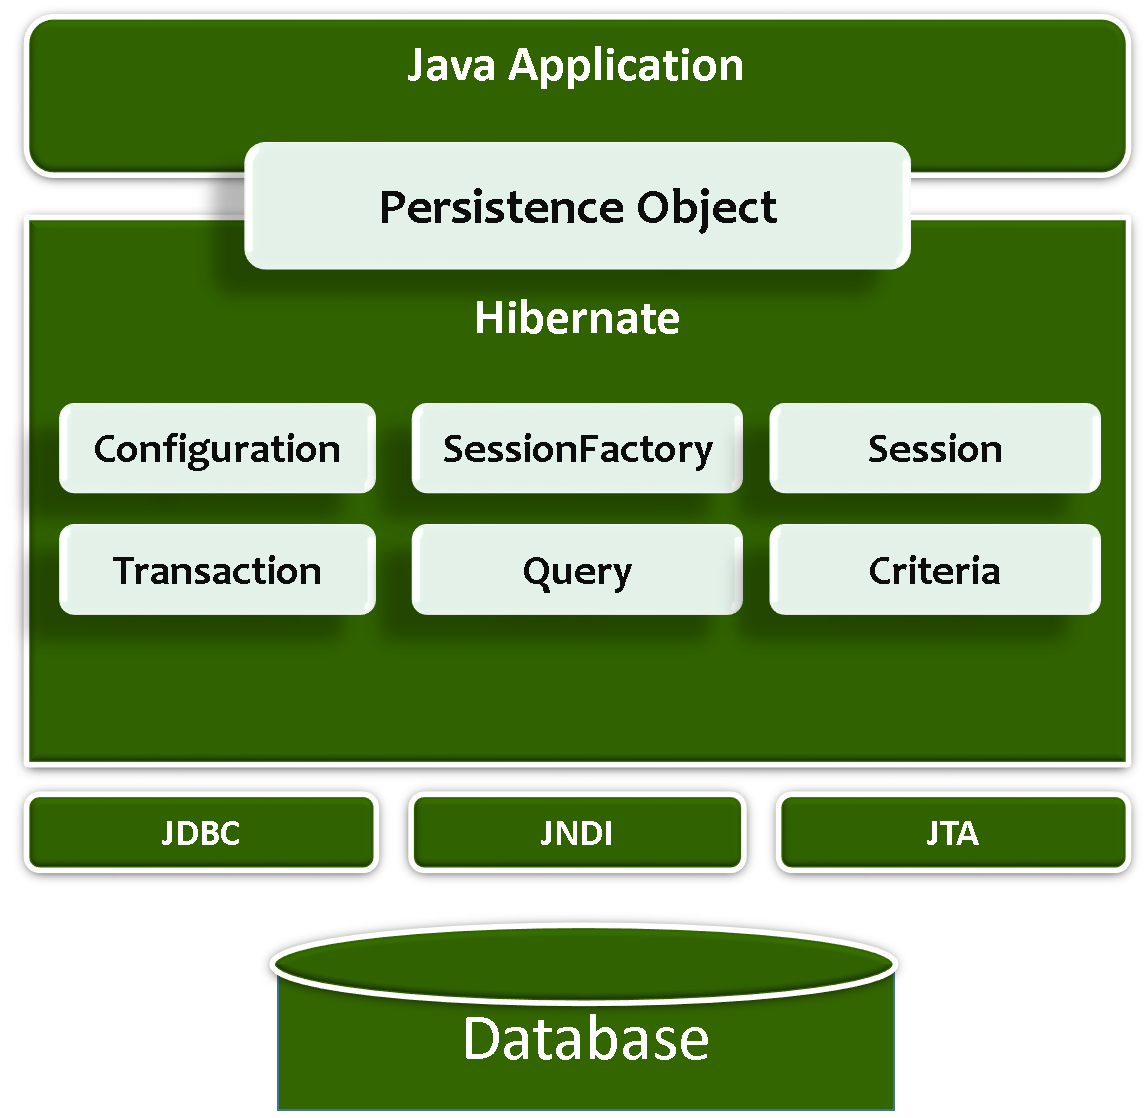 Java Application
Persistence Object
Hibernate
Configuration
SessionFactory
Session
Transaction
Query
Criteria
JDBC
JNDI
JTA
Database